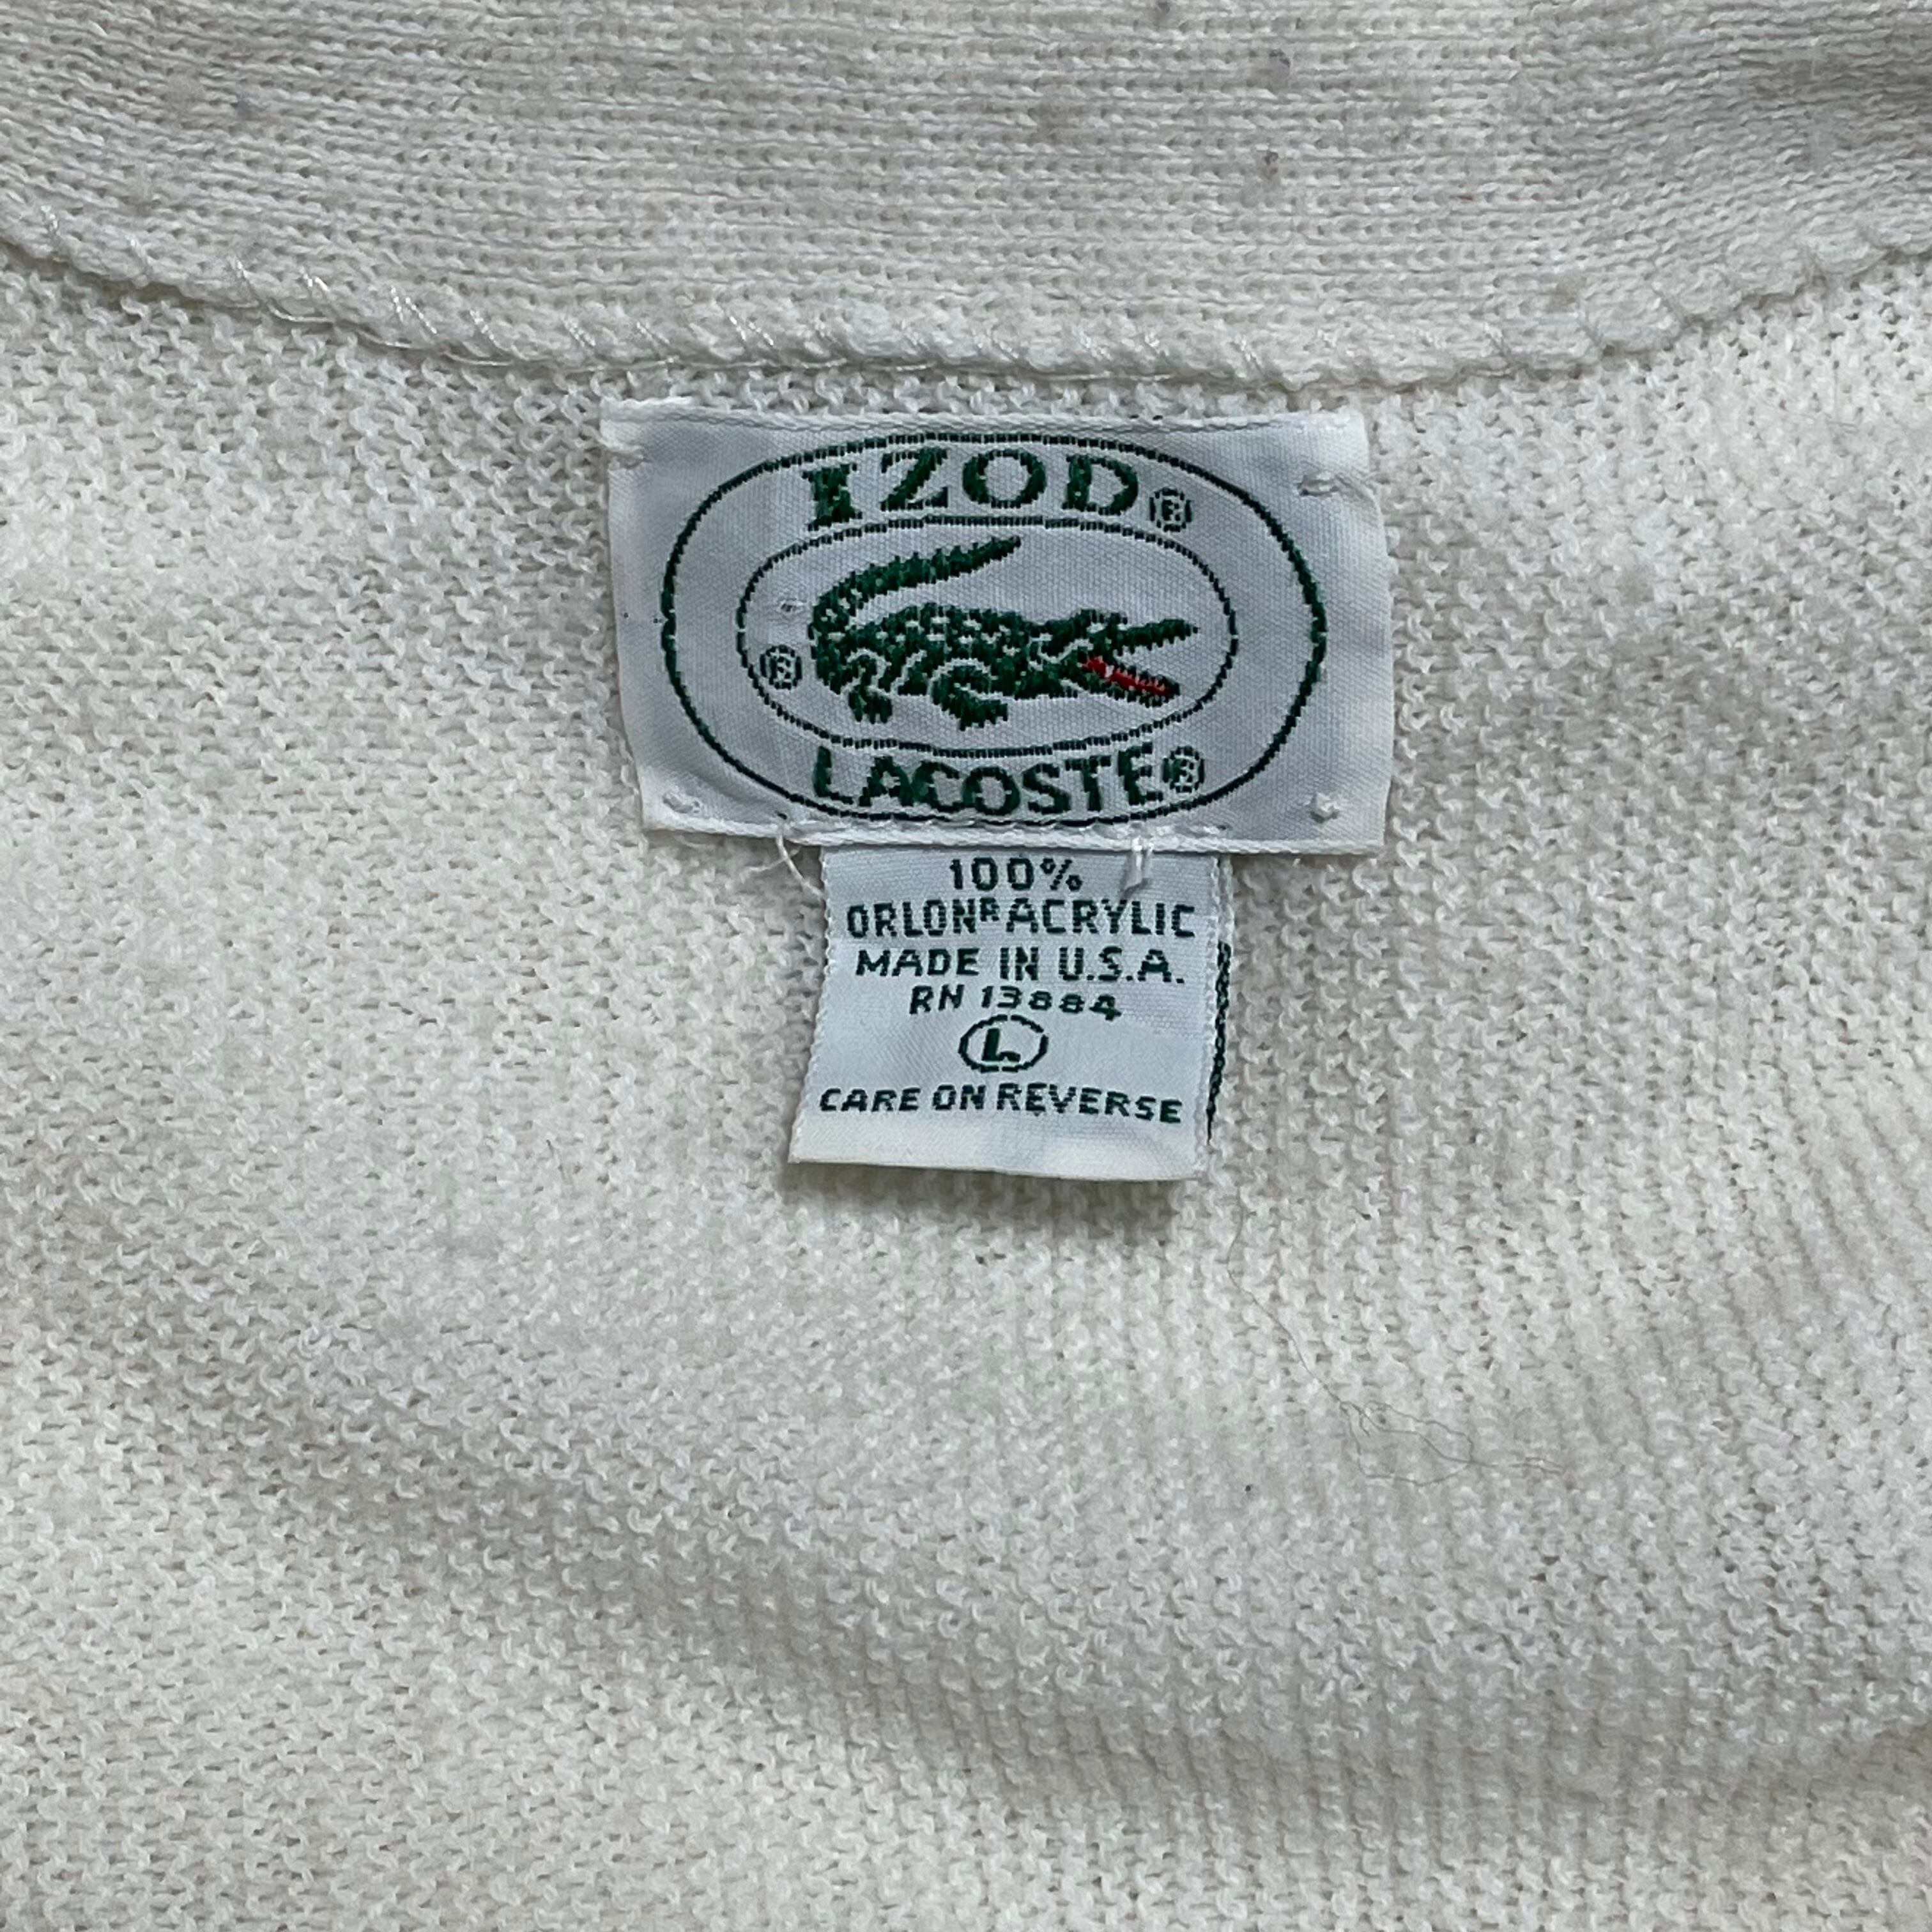 IZOD®
®
LACOSTE®
100%
ORLON® ACRYLIC
MADE IN U.S.A.
RN 13884
L
CARE ON REVERSE